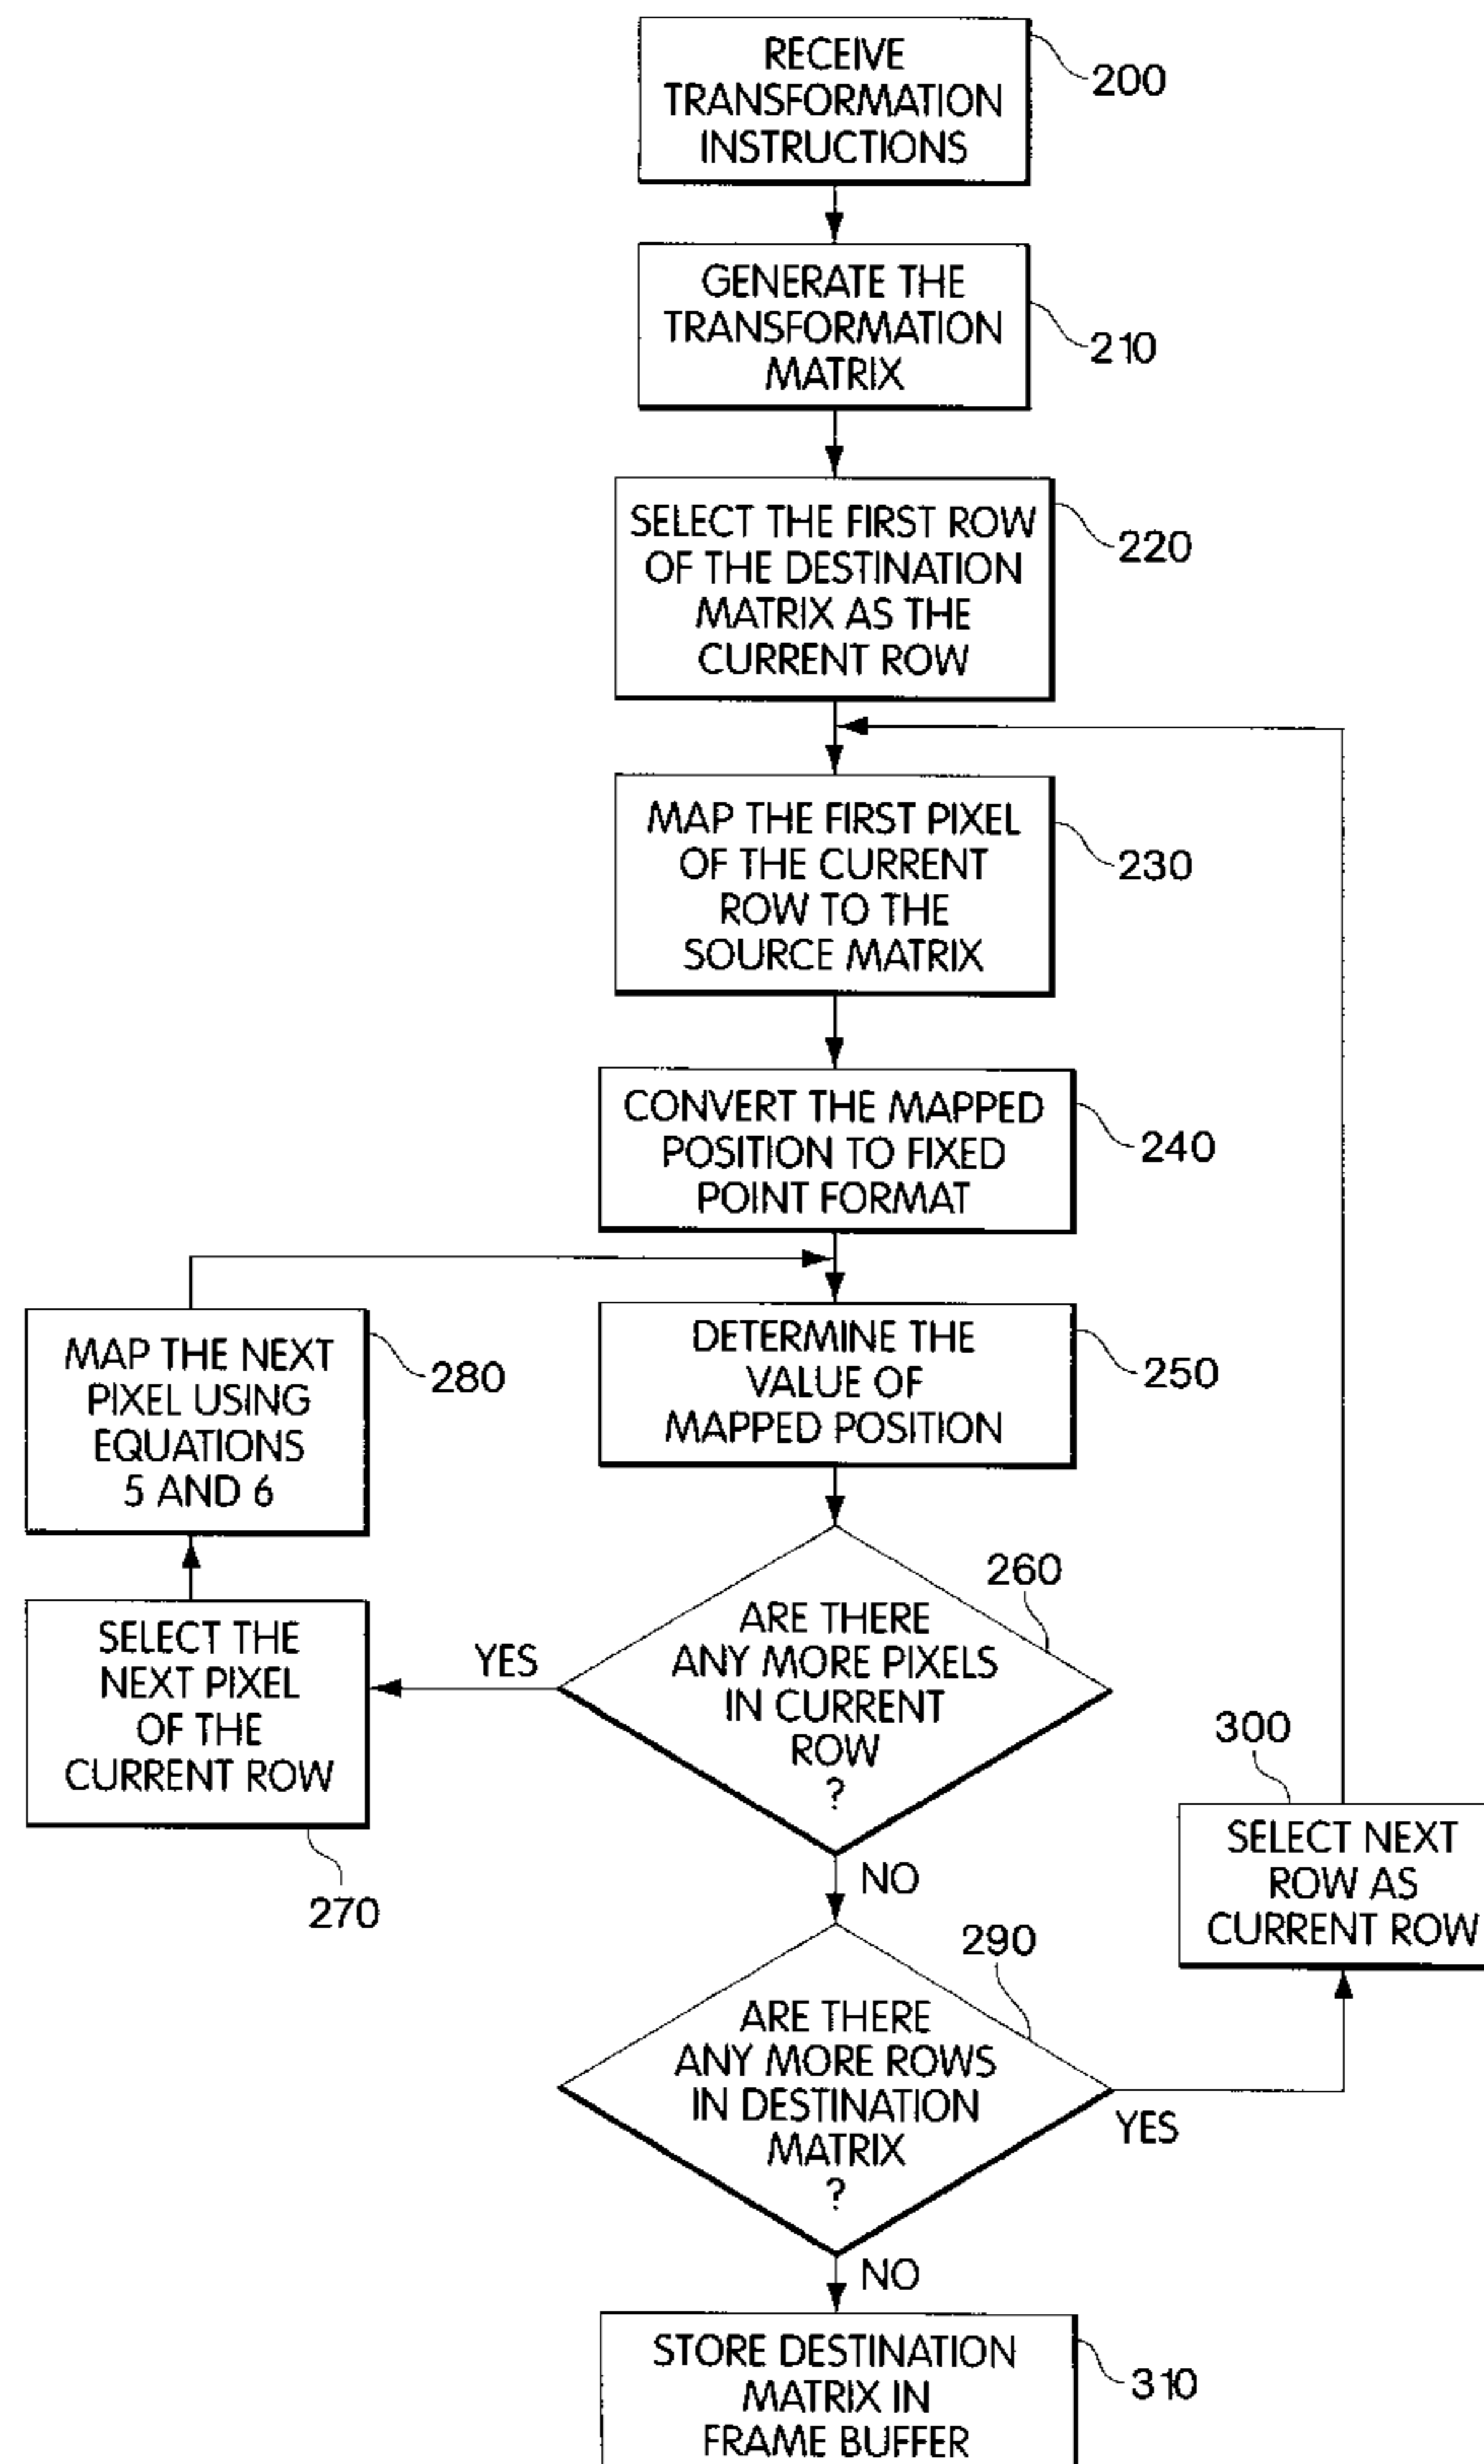 RECEIVE
TRANSFORMATION
INSTRUCTIONS
200
GENERATE THE
TRANSFORMATION
MATRIX
210
SELECT THE FIRST ROW
OF THE DESTINATION
MATRIX AS THE
CURRENT ROW
220
MAP THE FIRST PIXEL
OF THE CURRENT
ROW TO THE
SOURCE MATRIX
230
CONVERT THE MAPPED
POSITION TO FIXED
POINT FORMAT
240
DETERMINE THE
VALUE OF
MAPPED POSITION
250
MAP THE NEXT
PIXEL USING
EQUATIONS
5 AND 6
280
ARE THERE
ANY MORE PIXELS
IN CURRENT
ROW
?
260
YES
SELECT THE
NEXT PIXEL
OF THE
CURRENT ROW
270
NO
300
SELECT NEXT
ROW AS
CURRENT ROW
290
ARE THERE
ANY MORE ROWS
IN DESTINATION
MATRIX
?
YES
NO
STORE DESTINATION
MATRIX IN
FRAME BUFFER
310